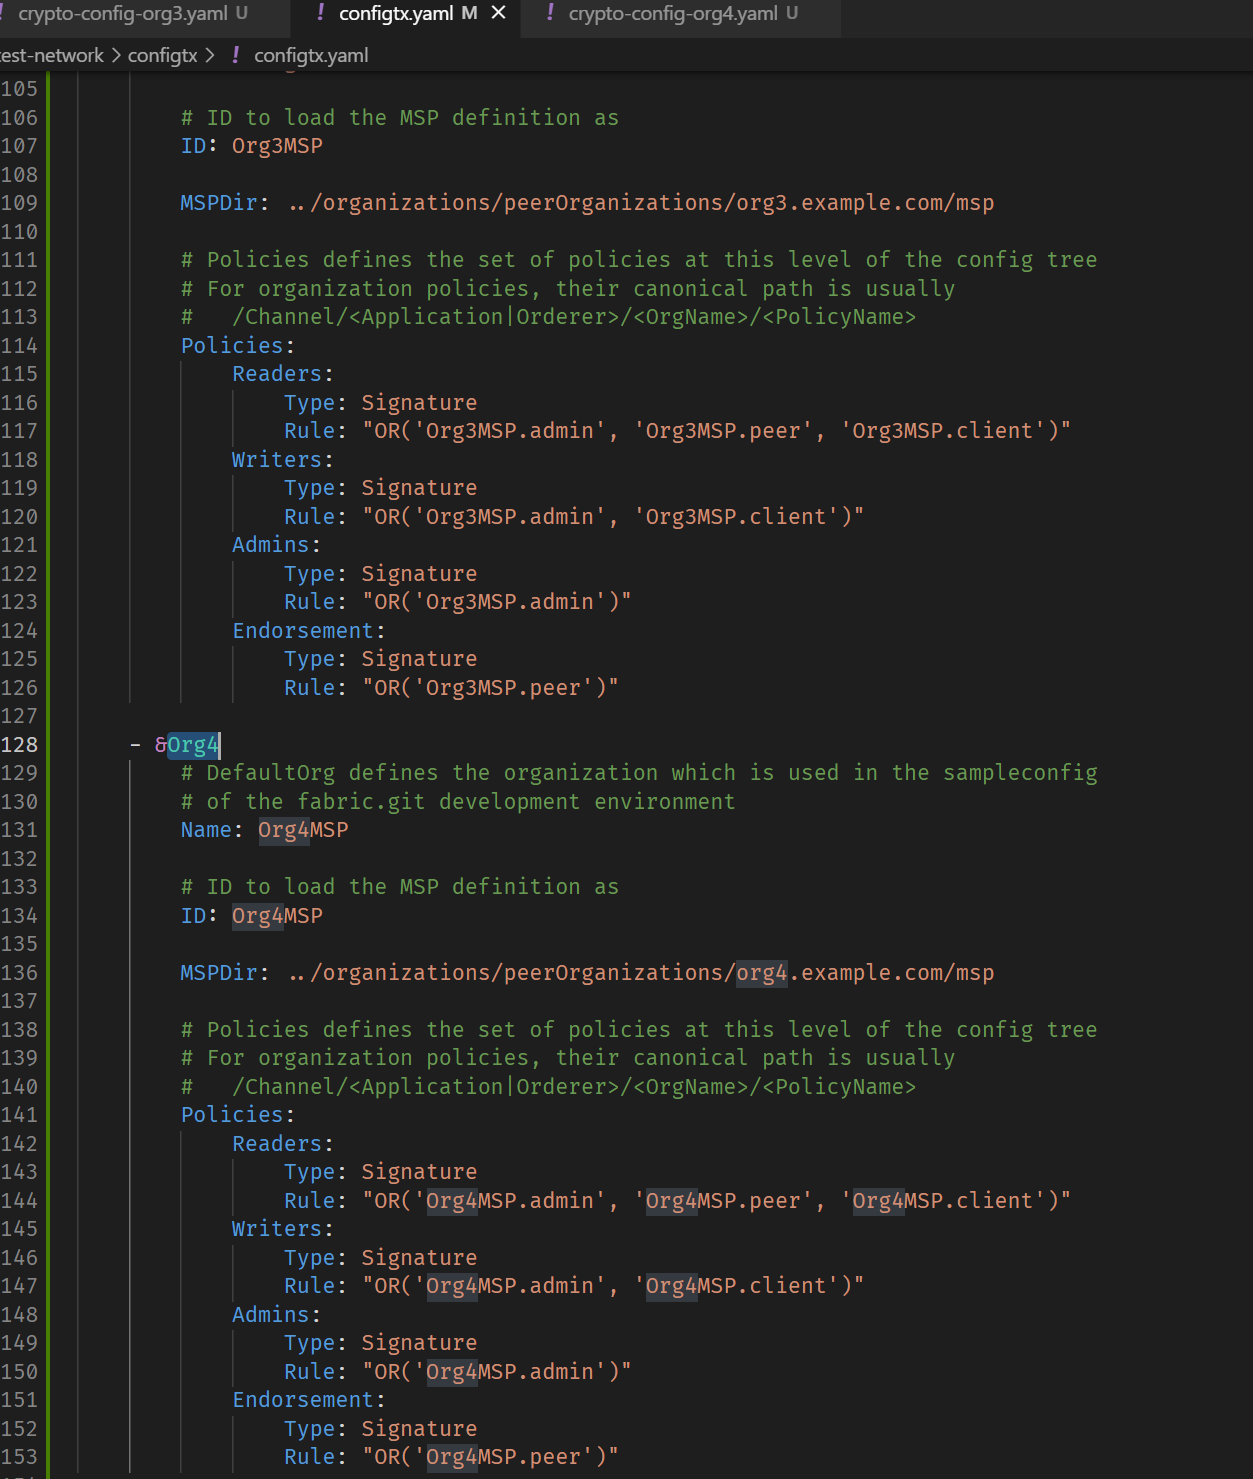 crypto-config-org3.yaml U
! configtx.yaml M ×
! crypto-config-org4.yaml U
est-network > configtx > ! configtx.yaml
105
106 # ID to load the MSP definition as
107 ID: Org3MSP
108
109 MSPDir: ../organizations/peerOrganizations/org3.example.com/msp
110
111 # Policies defines the set of policies at this level of the config tree
112 # For organization policies, their canonical path is usually
113 #   /Channel/<Application|Orderer>/<OrgName>/<PolicyName>
114 Policies:
115 Readers:
116 Type: Signature
117 Rule: "OR('Org3MSP.admin', 'Org3MSP.peer', 'Org3MSP.client')"
118 Writers:
119 Type: Signature
120 Rule: "OR('Org3MSP.admin', 'Org3MSP.client')"
121 Admins:
122 Type: Signature
123 Rule: "OR('Org3MSP.admin')"
124 Endorsement:
125 Type: Signature
126 Rule: "OR('Org3MSP.peer')"
127
128 - &Org4
129 # DefaultOrg defines the organization which is used in the sampleconfig
130 # of the fabric.git development environment
131 Name: Org4MSP
132
133 # ID to load the MSP definition as
134 ID: Org4MSP
135
136 MSPDir: ../organizations/peerOrganizations/org4.example.com/msp
137
138 # Policies defines the set of policies at this level of the config tree
139 # For organization policies, their canonical path is usually
140 #   /Channel/<Application|Orderer>/<OrgName>/<PolicyName>
141 Policies:
142 Readers:
143 Type: Signature
144 Rule: "OR('Org4MSP.admin', 'Org4MSP.peer', 'Org4MSP.client')"
145 Writers:
146 Type: Signature
147 Rule: "OR('Org4MSP.admin', 'Org4MSP.client')"
148 Admins:
149 Type: Signature
150 Rule: "OR('Org4MSP.admin')"
151 Endorsement:
152 Type: Signature
153 Rule: "OR('Org4MSP.peer')"